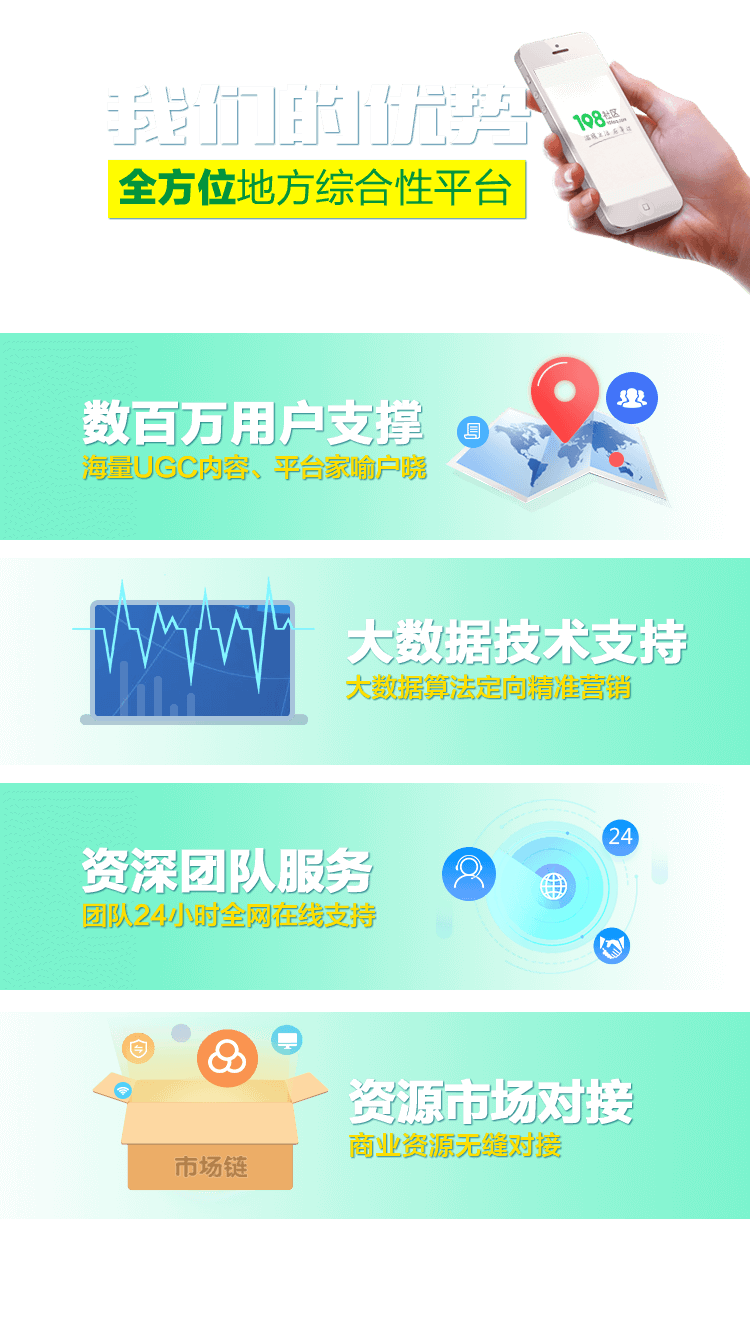 我们的优势
全方位地方综合性平台
198社区
数百万用户支撑
海量UGC内容、平台家喻户晓
大数据技术支持
大数据算法定向精准营销
资深团队服务
团队24小时全网在线支持
24
资源市场对接
商业资源无缝对接
市场链